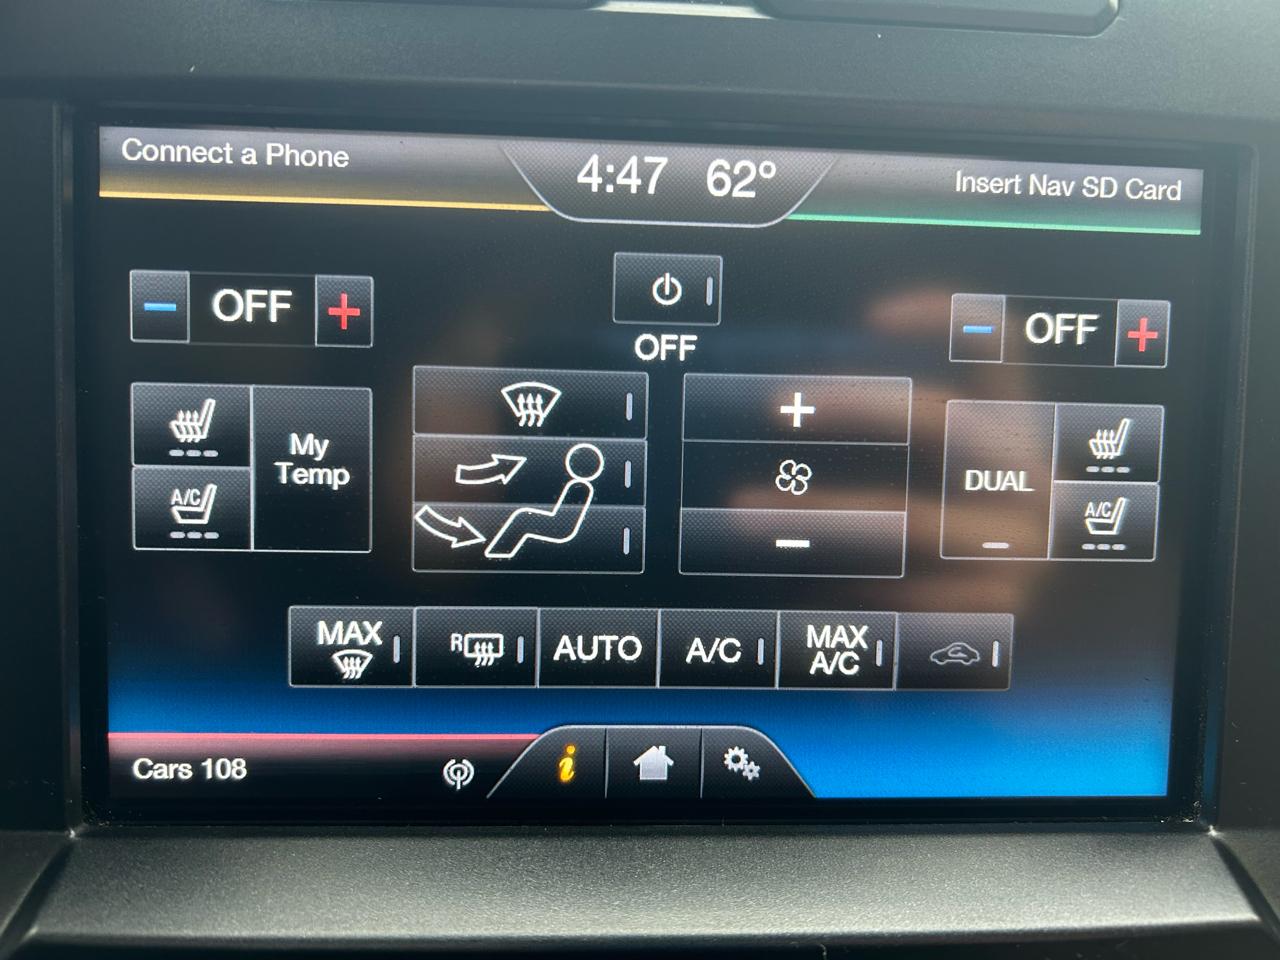 Connect a Phone
4:47 62°
Insert Nav SD Card
- OFF +
OFF
- OFF +
My
Temp
A/C
+
-
DUAL
A/C
MAX
R
AUTO
A/C
MAX
A/C
Cars 108
i